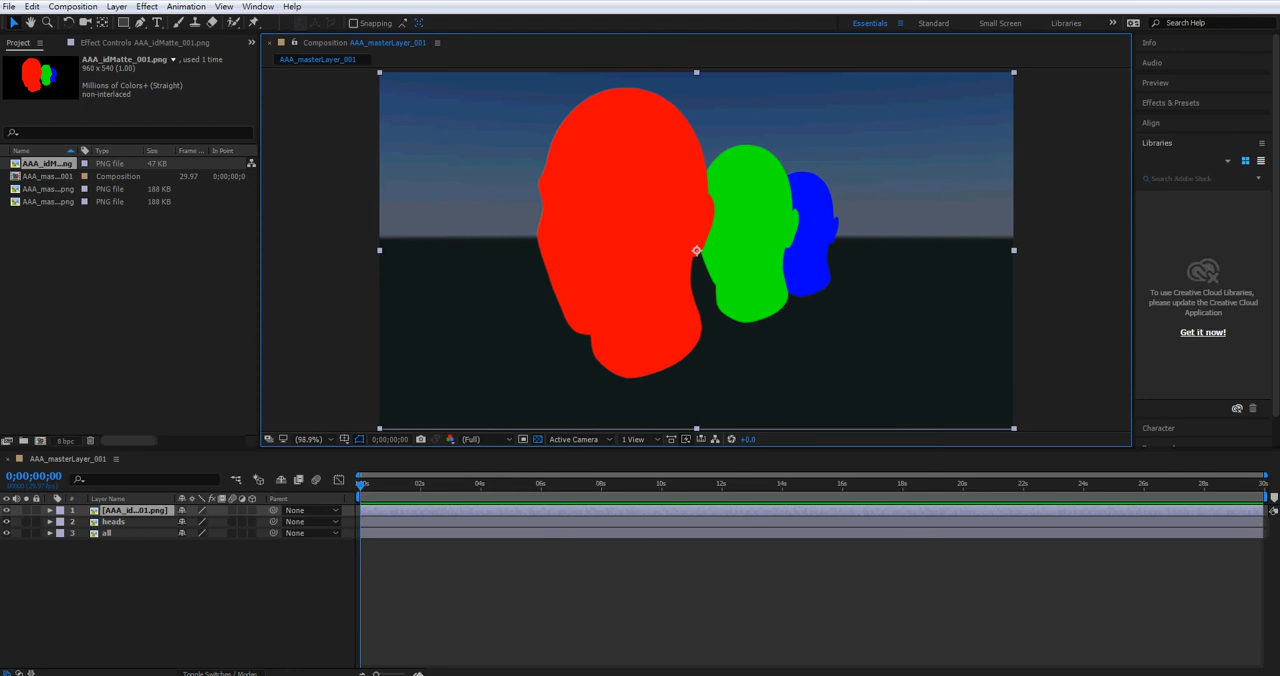 File Edit Composition Layer Effect Animation View Window Help
Snapping Essentials Standard Small Screen Libraries » Search Help
Project Effect Controls AAA_idMatte_001.png »
AAA_idMatte_001.png , used 1 time
960 x 540 (1.00)
Millions of Colors+ (Straight)
non-interlaced
Name Type Size Frame ... In Point
AAA_idM...ng PNG file 47 KB
AAA_mas...001 Composition 29.97 0;00;00;0
AAA_mas...png PNG file 188 KB
AAA_mas...png PNG file 188 KB
8 bpc
× Composition AAA_masterLayer_001
AAA_masterLayer_001
(98.9%) 0;00;00;00 (Full) Active Camera 1 View +0.0
Info
Audio
Preview
Effects & Presets
Align
Libraries
Search Adobe Stock
To use Creative Cloud Libraries,
please update the Creative Cloud
Application
Get it now!
Character
× AAA_masterLayer_001
0;00;00;00
00000 (29.97 fps)
# Layer Name fx Parent
1 [AAA_id...01.png] None
2 heads None
3 all None
02s 04s 06s 08s 10s 12s 14s 16s 18s 20s 22s 24s 26s 28s 30s
Toggle Switches / Modes